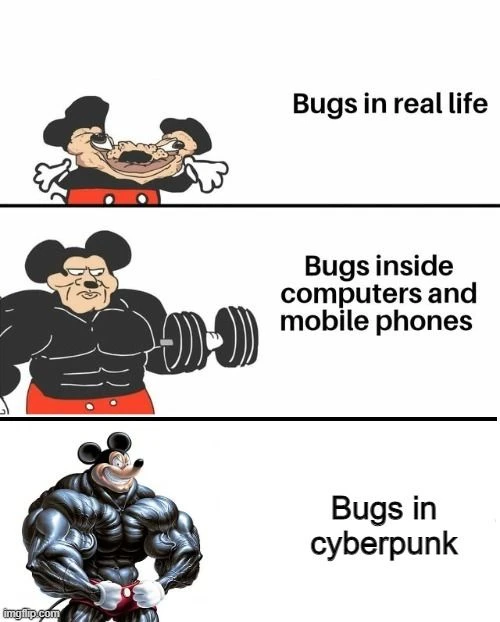 Bugs in real life
Bugs inside
computers and
mobile phones
Bugs in
cyberpunk
imgflip.com